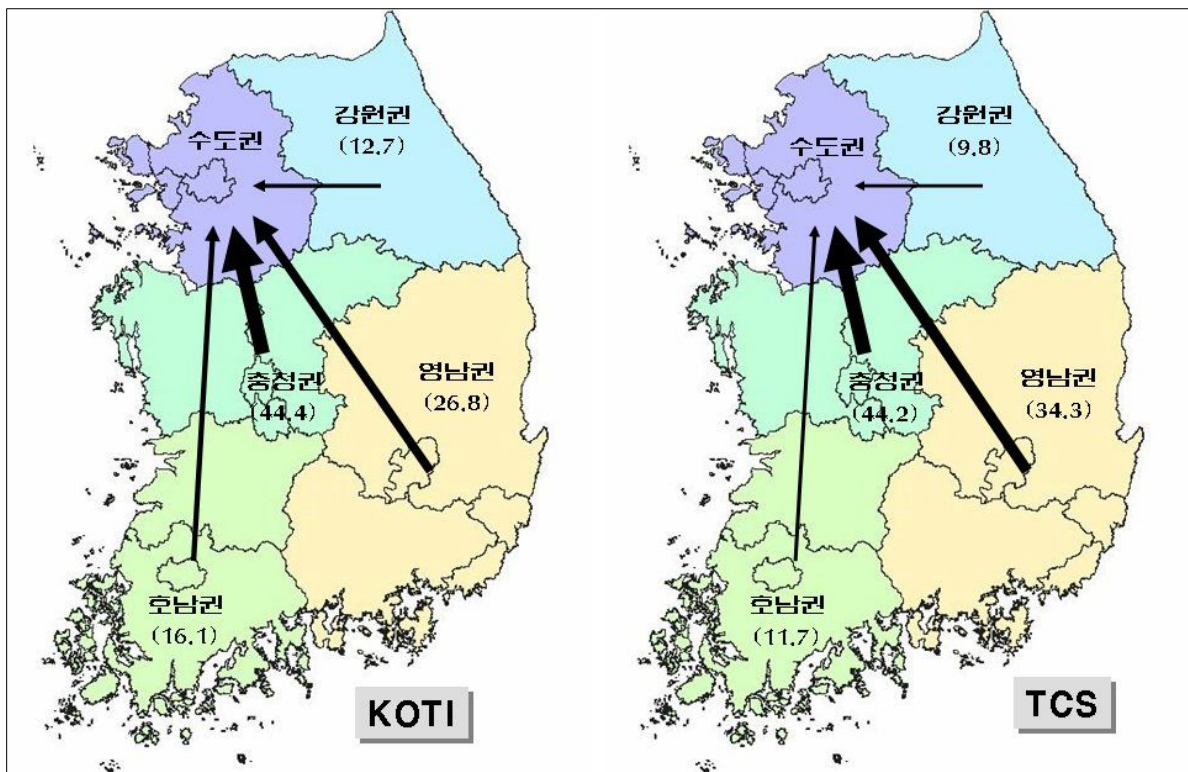 강원권
(12.7)
수도권
충청권
(44.4)
영남권
(26.8)
호남권
(16.1)
KOTI
강원권
(9.8)
수도권
충청권
(44.2)
영남권
(34.3)
호남권
(11.7)
TCS